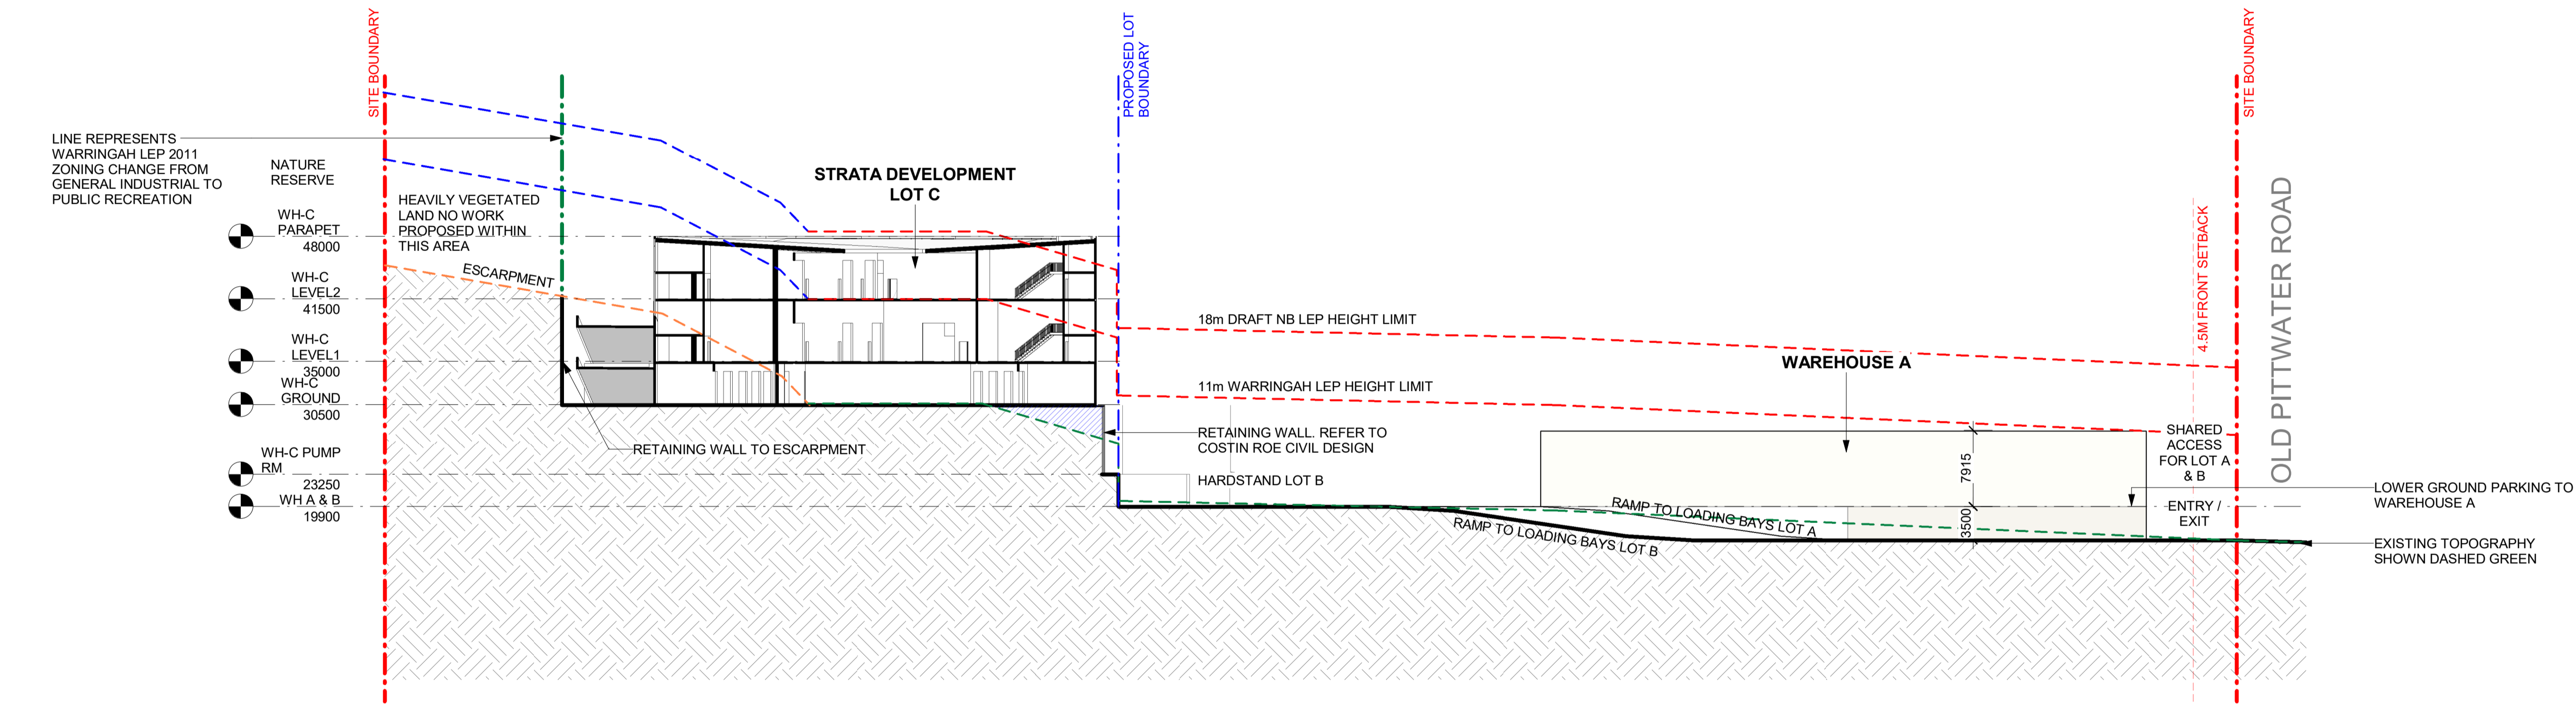 SITE BOUNDARY
PROPOSED LOT
BOUNDARY
SITE BOUNDARY
LINE REPRESENTS
WARRINGAH LEP 2011
ZONING CHANGE FROM
GENERAL INDUSTRIAL TO
PUBLIC RECREATION
NATURE
RESERVE
HEAVILY VEGETATED
LAND NO WORK
PROPOSED WITHIN
THIS AREA
STRATA DEVELOPMENT
LOT C
WH-C
PARAPET
48000
ESCARPMENT
WH-C
LEVEL2
41500
WH-C
LEVEL1
35000
WH-C
GROUND
30500
WH-C PUMP
RM
23250
WH A & B
19900
RETAINING WALL TO ESCARPMENT
18m DRAFT NB LEP HEIGHT LIMIT
11m WARRINGAH LEP HEIGHT LIMIT
RETAINING WALL. REFER TO
COSTIN ROE CIVIL DESIGN
HARDSTAND LOT B
WAREHOUSE A
7915
3500
RAMP TO LOADING BAYS LOT A
RAMP TO LOADING BAYS LOT B
4.5M FRONT SETBACK
SHARED
ACCESS
FOR LOT A
& B
ENTRY /
EXIT
OLD PITTWATER ROAD
LOWER GROUND PARKING TO
WAREHOUSE A
EXISTING TOPOGRAPHY
SHOWN DASHED GREEN